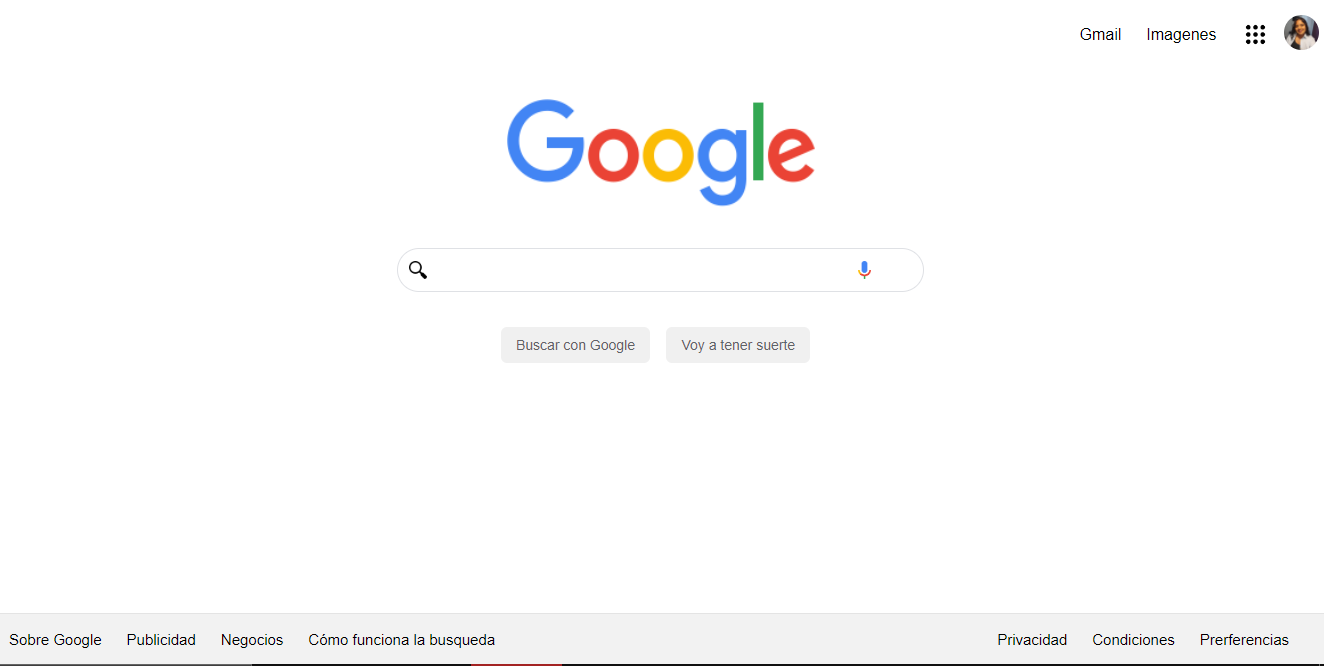 Gmail Imagenes
Google
Buscar con Google Voy a tener suerte
Sobre Google Publicidad Negocios Cómo funciona la busqueda Privacidad Condiciones Prerferencias